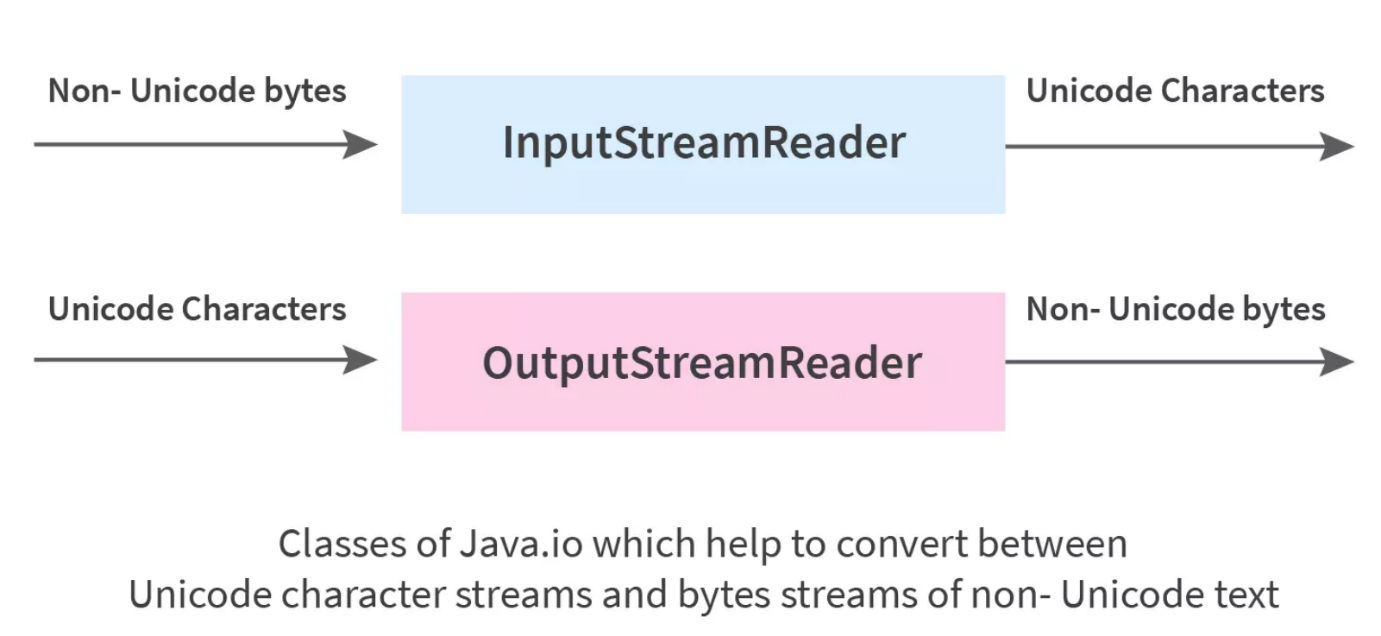 Non- Unicode bytes
InputStreamReader
Unicode Characters
Unicode Characters
OutputStreamReader
Non- Unicode bytes
Classes of Java.io which help to convert between
Unicode character streams and bytes streams of non- Unicode text